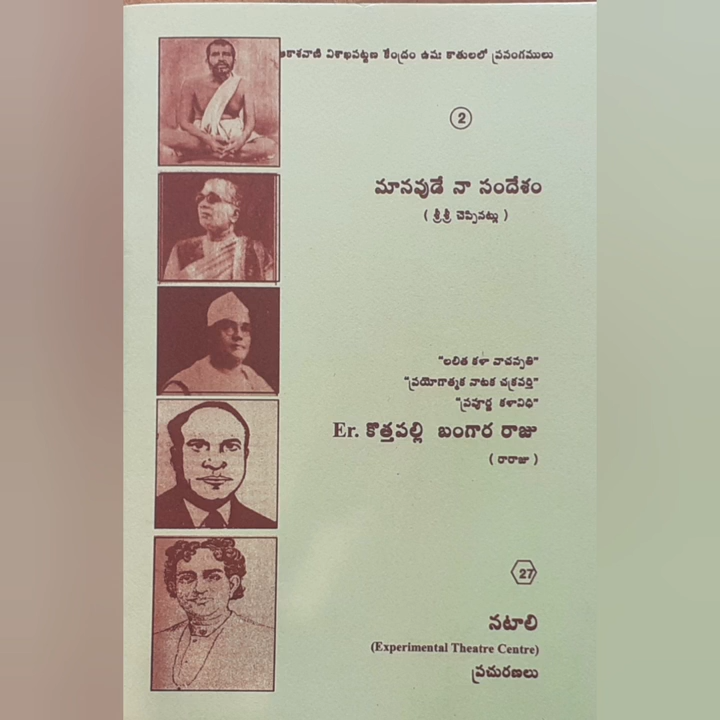 ఆకాశవాణి విశాఖపట్టణ కేంద్రం ఉషః కాతులలో ప్రసంగములు
2
మానవుడే నా సందేశం
( శ్రీశ్రీ చెప్పినట్లు )
"లలిత కళా వాచస్పతి"
"ప్రయోగాత్మక నాటక చక్రవర్తి"
"ప్రపూర్ణ కళానిధి"
Er. కొత్తపల్లి బంగార రాజు
( రారాజు )
27
నటాలి
(Experimental Theatre Centre)
ప్రచురణలు